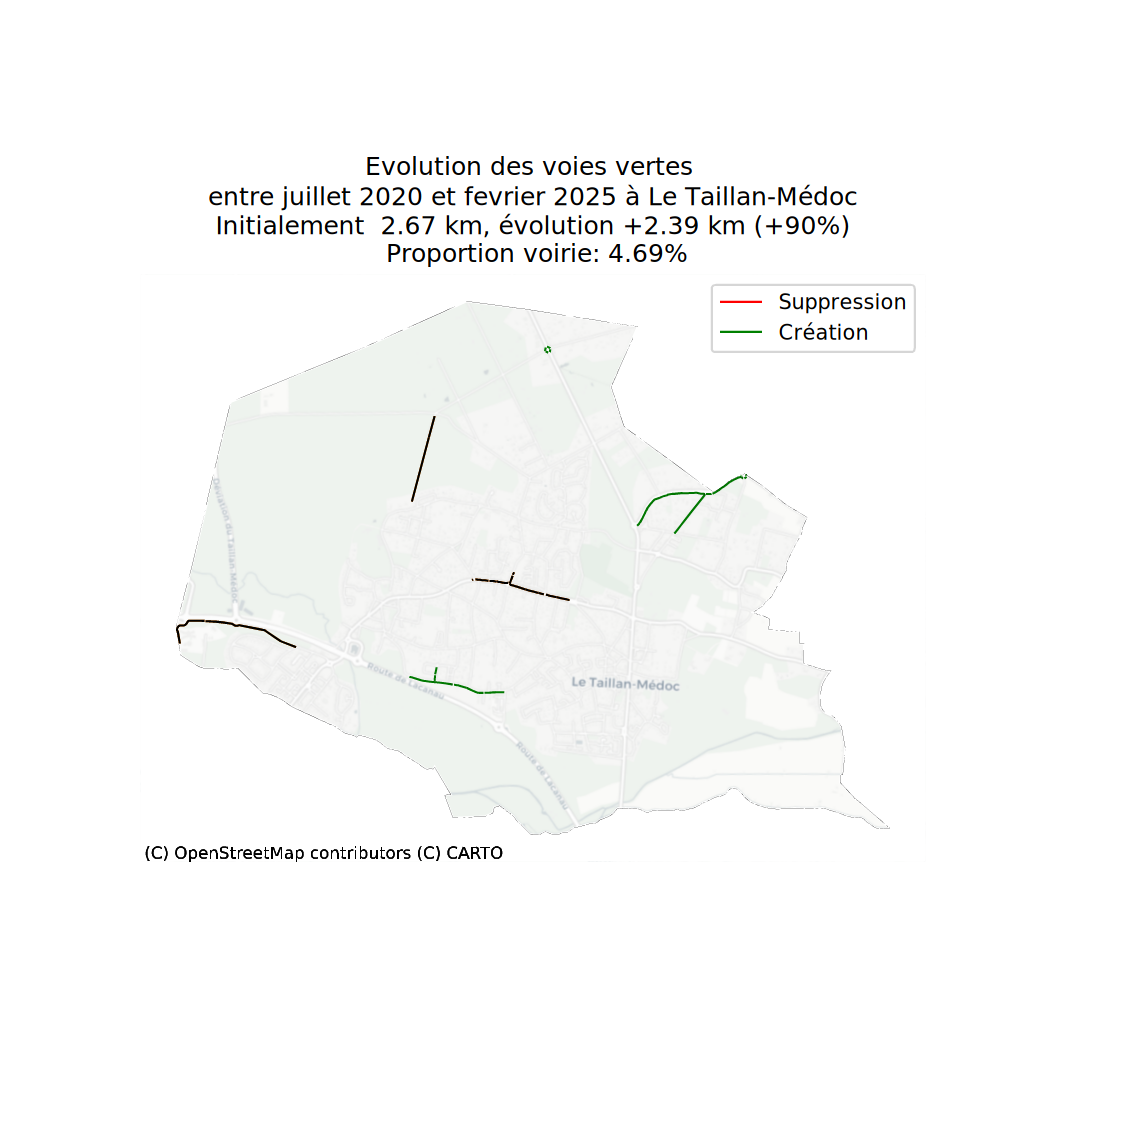 Evolution des voies vertes
entre juillet 2020 et fevrier 2025 à Le Taillan-Médoc
Initialement  2.67 km, évolution +2.39 km (+90%)
Proportion voirie: 4.69%
Suppression
Création
Déviation du Taillan-Médoc
Route de Lacanau
Le Taillan-Médoc
Route de Lacanau
(C) OpenStreetMap contributors (C) CARTO